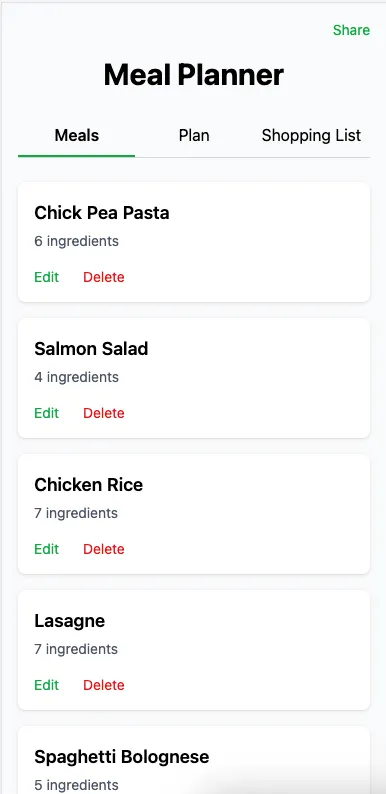 Share
Meal Planner
Meals Plan Shopping List
Chick Pea Pasta
6 ingredients
Edit Delete
Salmon Salad
4 ingredients
Edit Delete
Chicken Rice
7 ingredients
Edit Delete
Lasagne
7 ingredients
Edit Delete
Spaghetti Bolognese
5 ingredients